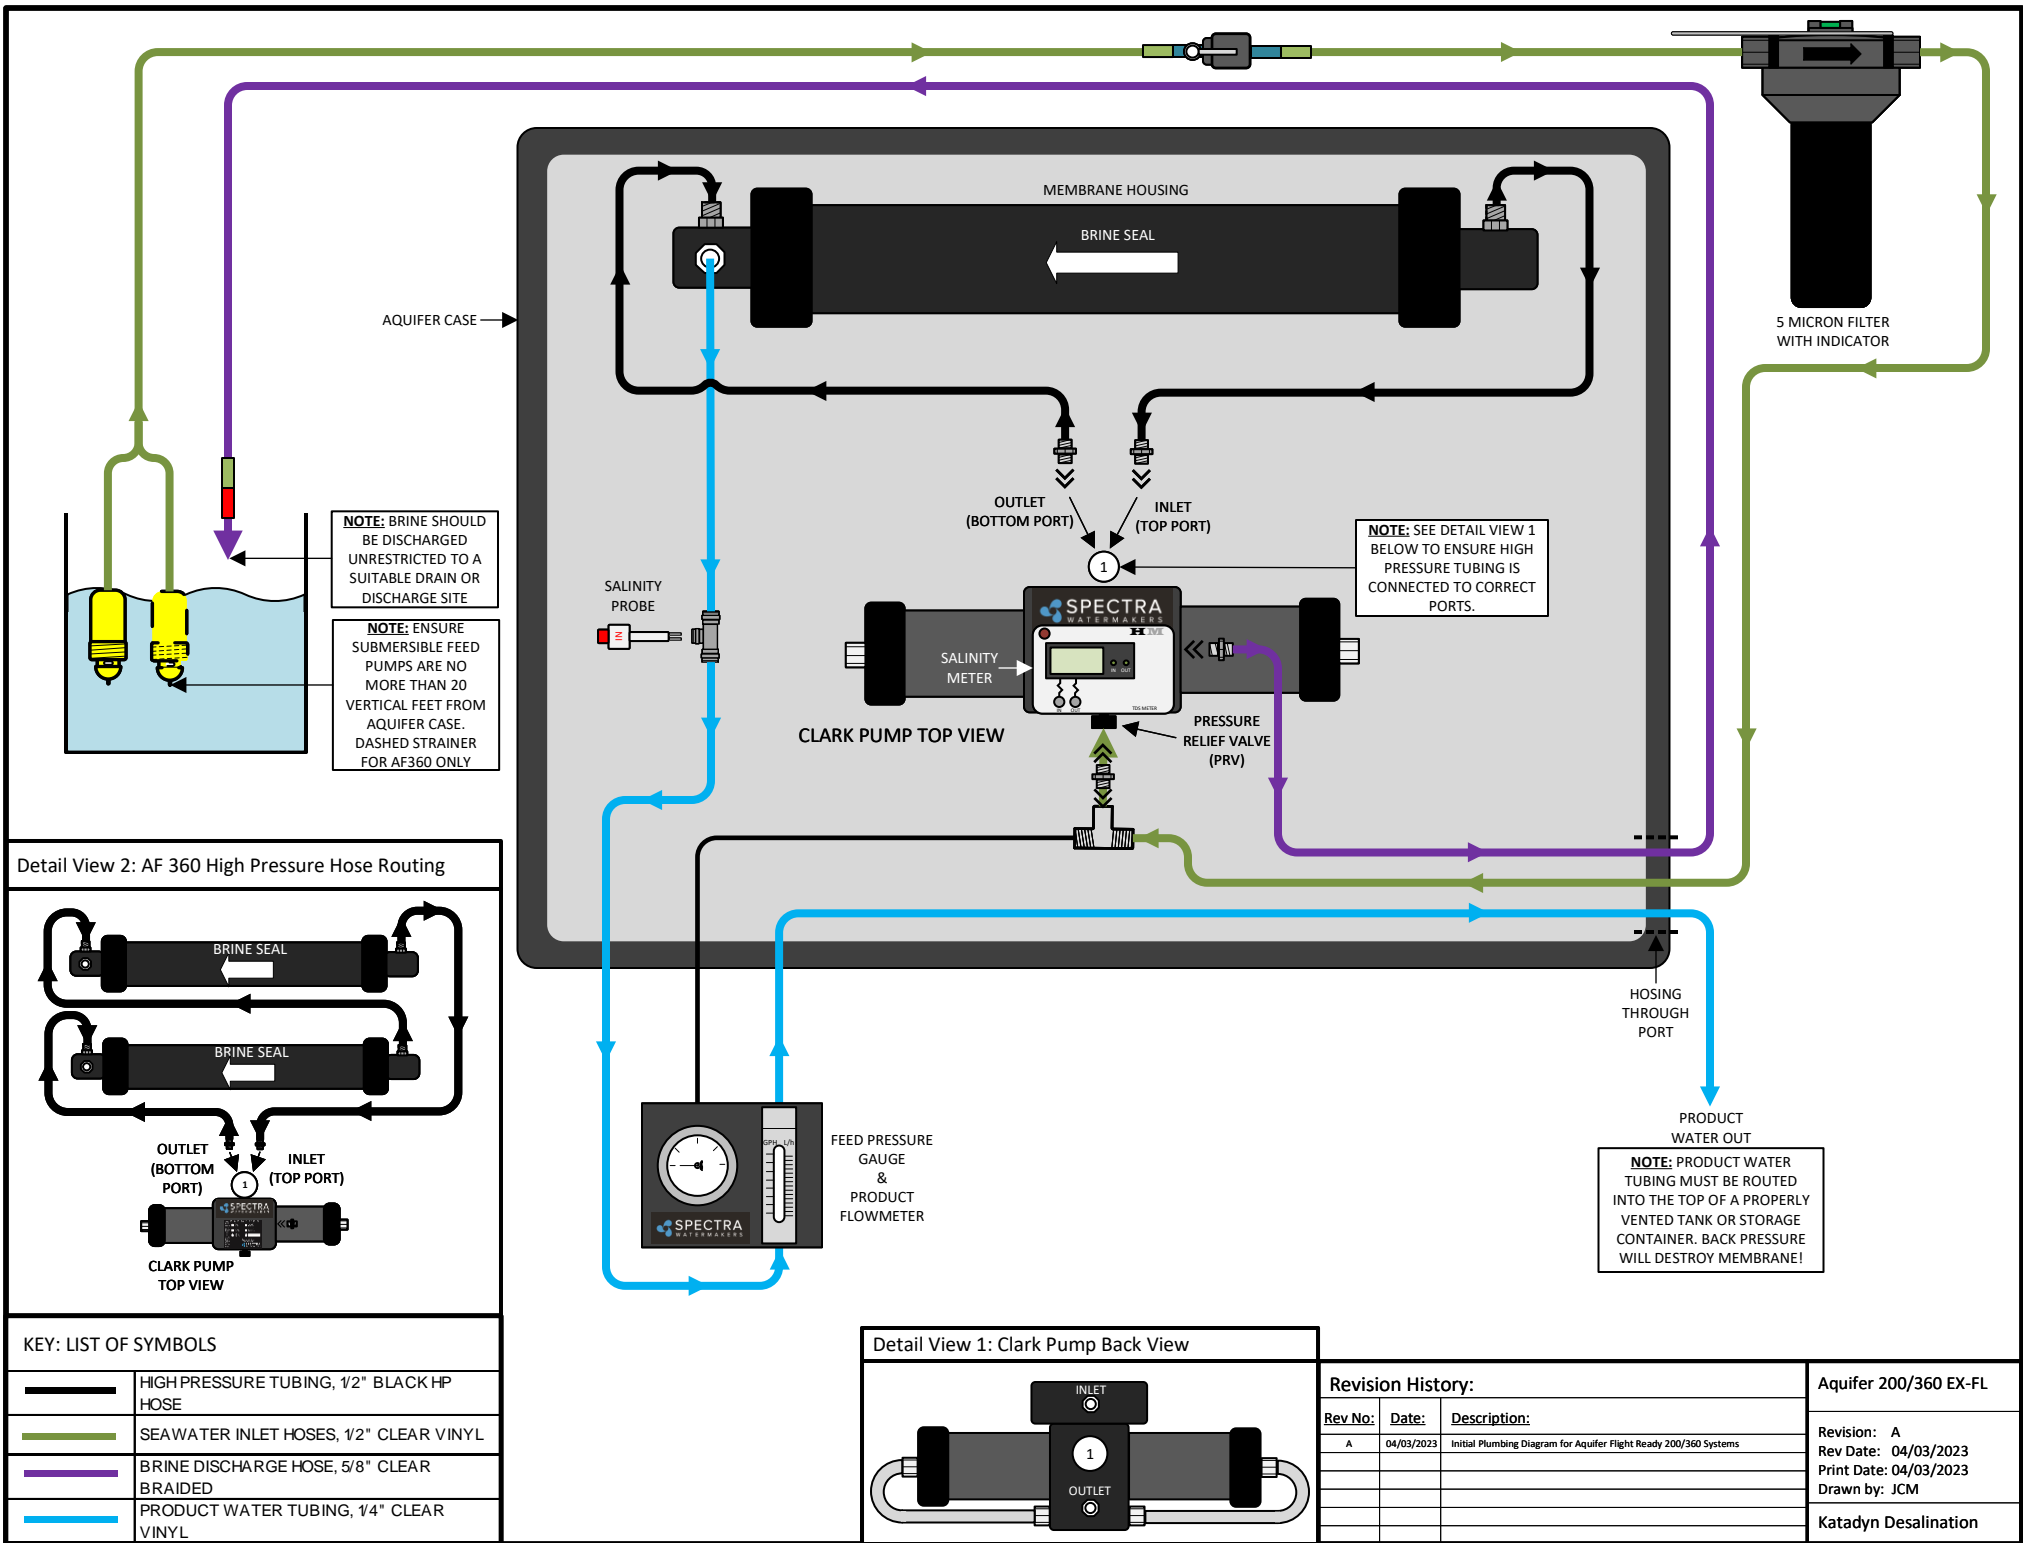 MEMBRANE HOUSING
BRINE SEAL
AQUIFER CASE
5 MICRON FILTER
WITH INDICATOR
OUTLET
(BOTTOM PORT)
INLET
(TOP PORT)
1
NOTE: BRINE SHOULD
BE DISCHARGED
UNRESTRICTED TO A
SUITABLE DRAIN OR
DISCHARGE SITE
NOTE: ENSURE
SUBMERSIBLE FEED
PUMPS ARE NO
MORE THAN 20
VERTICAL FEET FROM
AQUIFER CASE.
DASHED STRAINER
FOR AF360 ONLY
NOTE: SEE DETAIL VIEW 1
BELOW TO ENSURE HIGH
PRESSURE TUBING IS
CONNECTED TO CORRECT
PORTS.
SALINITY
PROBE
IN
SPECTRA
WATERMAKERS
HM
IN OUT
IN OUT
TDS METER
SALINITY
METER
CLARK PUMP TOP VIEW
PRESSURE
RELIEF VALVE
(PRV)
HOSING
THROUGH
PORT
GPH L/h
SPECTRA
WATERMAKERS
FEED PRESSURE
GAUGE
&
PRODUCT
FLOWMETER
PRODUCT
WATER OUT
NOTE: PRODUCT WATER
TUBING MUST BE ROUTED
INTO THE TOP OF A PROPERLY
VENTED TANK OR STORAGE
CONTAINER. BACK PRESSURE
WILL DESTROY MEMBRANE!
Detail View 2: AF 360 High Pressure Hose Routing
BRINE SEAL
BRINE SEAL
OUTLET
(BOTTOM
PORT)
INLET
(TOP PORT)
1
SPECTRA
CLARK PUMP
TOP VIEW
KEY: LIST OF SYMBOLS
HIGH PRESSURE TUBING, 1/2" BLACK HP
HOSE
SEAWATER INLET HOSES, 1/2" CLEAR VINYL
BRINE DISCHARGE HOSE, 5/8" CLEAR
BRAIDED
PRODUCT WATER TUBING, 1/4" CLEAR
VINYL
Detail View 1: Clark Pump Back View
INLET
1
OUTLET
Revision History:
Rev No: Date: Description:
A 04/03/2023 Initial Plumbing Diagram for Aquifer Flight Ready 200/360 Systems
Aquifer 200/360 EX-FL
Revision: A
Rev Date: 04/03/2023
Print Date: 04/03/2023
Drawn by: JCM
Katadyn Desalination